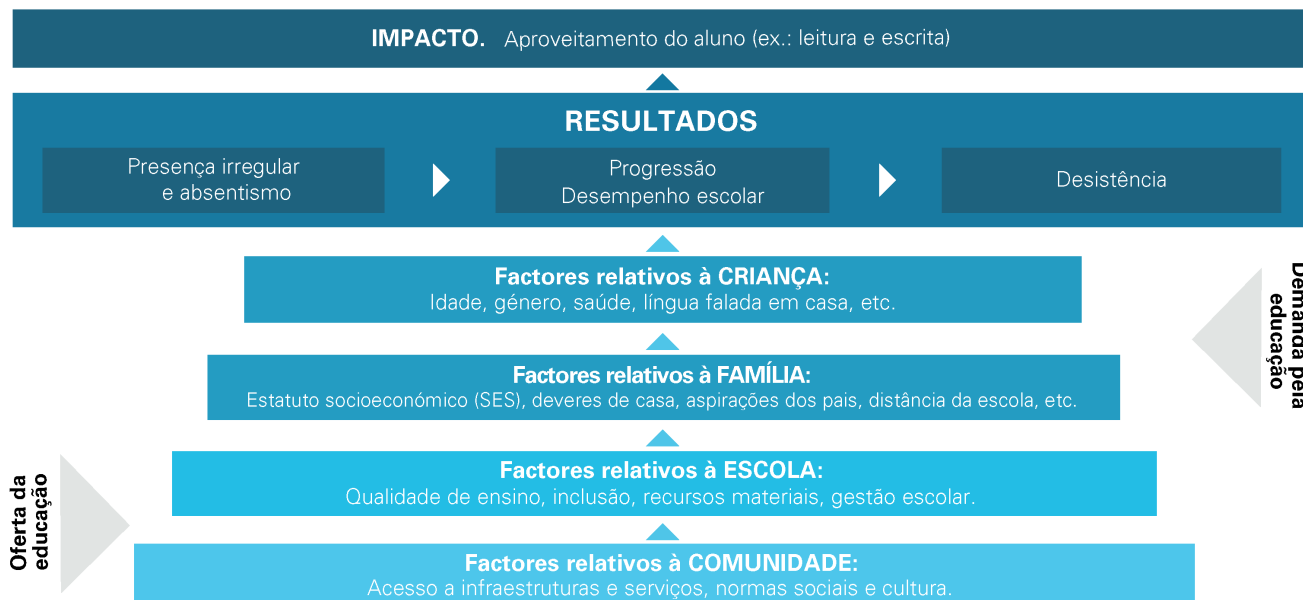 IMPACTO. Aproveitamento do aluno (ex.: leitura e escrita)
RESULTADOS
Presença irregular
e absentismo
Progressão
Desempenho escolar
Desistência
Factores relativos à CRIANÇA:
Idade, género, saúde, língua falada em casa, etc.
Demanda pela
educação
Factores relativos à FAMÍLIA:
Estatuto socioeconómico (SES), deveres de casa, aspirações dos pais, distância da escola, etc.
Factores relativos à ESCOLA:
Qualidade de ensino, inclusão, recursos materiais, gestão escolar.
Oferta da
educação
Factores relativos à COMUNIDADE:
Acesso a infraestruturas e serviços, normas sociais e cultura.